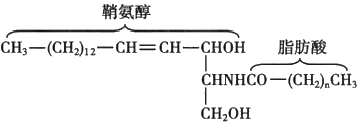 鞘氨醇
脂肪酸
CH₃—(CH₂)₁₂—CH=CH—CHOH
CHNHCO—(CH₂)ₙCH₃
CH₂OH